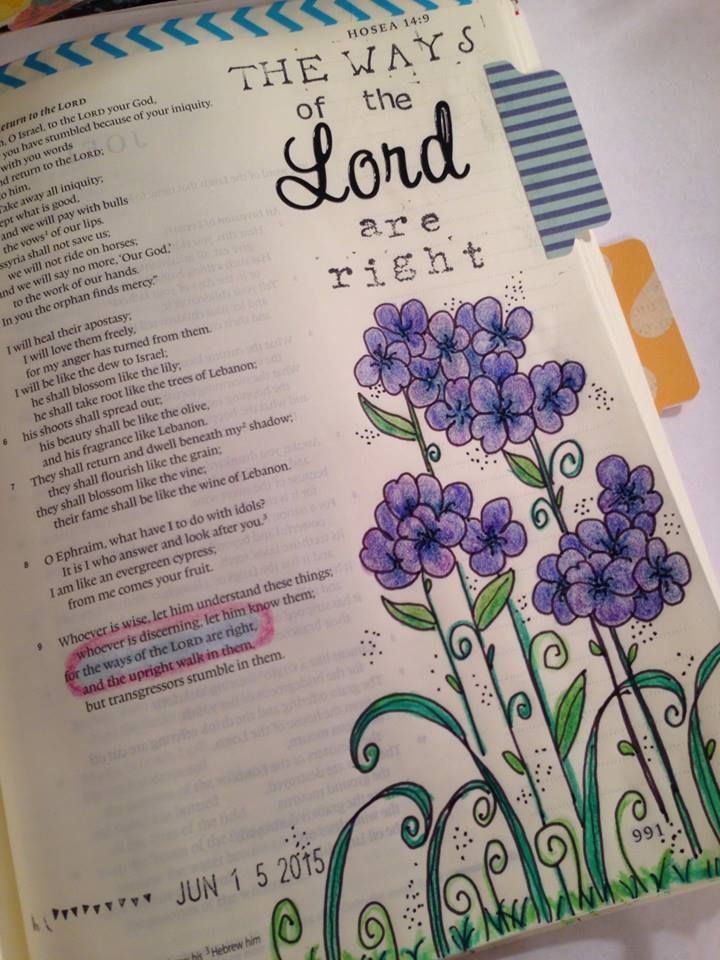 HOSEA 14:9
THE WAYS
of the
Lord
are
right
to the LORD
O Israel, to the LORD your God,
you have stumbled because of your iniquity.
with you words
return to the LORD;
him,
away all iniquity;
what is good,
and we will pay with bulls
the vows¹ of our lips.
shall not save us;
we will not ride on horses;
and we will say no more, ‘Our God,’
to the work of our hands.
In you the orphan finds mercy.”
I will heal their apostasy;
I will love them freely,
for my anger has turned from them.
I will be like the dew to Israel;
he shall blossom like the lily;
he shall take root like the trees of Lebanon;
6 his shoots shall spread out;
his beauty shall be like the olive,
and his fragrance like Lebanon.
7 They shall return and dwell beneath my² shadow;
they shall flourish like the grain;
they shall blossom like the vine;
their fame shall be like the wine of Lebanon.
8 O Ephraim, what have I to do with idols?
It is I who answer and look after you.³
I am like an evergreen cypress;
from me comes your fruit.
9 Whoever is wise, let him understand these things;
whoever is discerning, let him know them;
for the ways of the LORD are right,
and the upright walk in them,
but transgressors stumble in them.
991
JUN 15 2015
his ³ Hebrew him